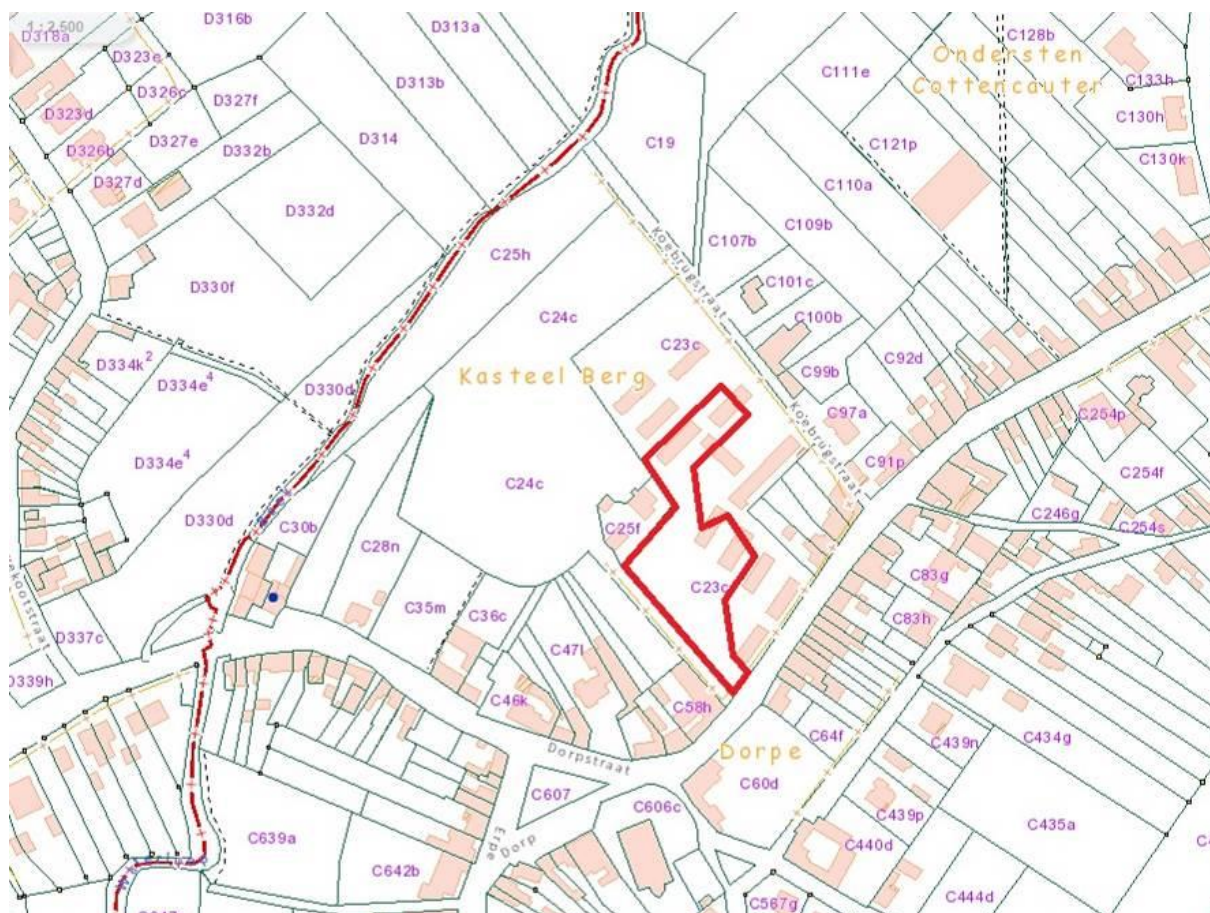 1 : 2.500
D318a
D316b
D313a
C128b
D323e
Ondersten
Cottencauter
D326c
D327f
D313b
C111e
C133h
D323d
D327e
D314
C19
C121p
C130h
D326b
D332b
C130k
D327d
C110a
D332d
C109b
C107b
Koebrugstraat
C25h
D330f
C101c
C24c
C100b
C23c
D334k²
D334e⁴
D330d
Kasteel Berg
C99b
C92d
C97a
Koebrugstraat
C254p
D334e⁴
C91p
C254f
C24c
D330d
C30b
C25f
C246g
C254s
C28n
C23c
C83g
C35m
C36c
C83h
kootstraat
D337c
C47l
D339h
C46k
C58h
C64f
C439n
C434g
Dorpstraat
Dorpe
C60d
C607
C606c
C439p
C435a
Erpe
Dorp
C639a
C440d
C642b
C444d
C567g